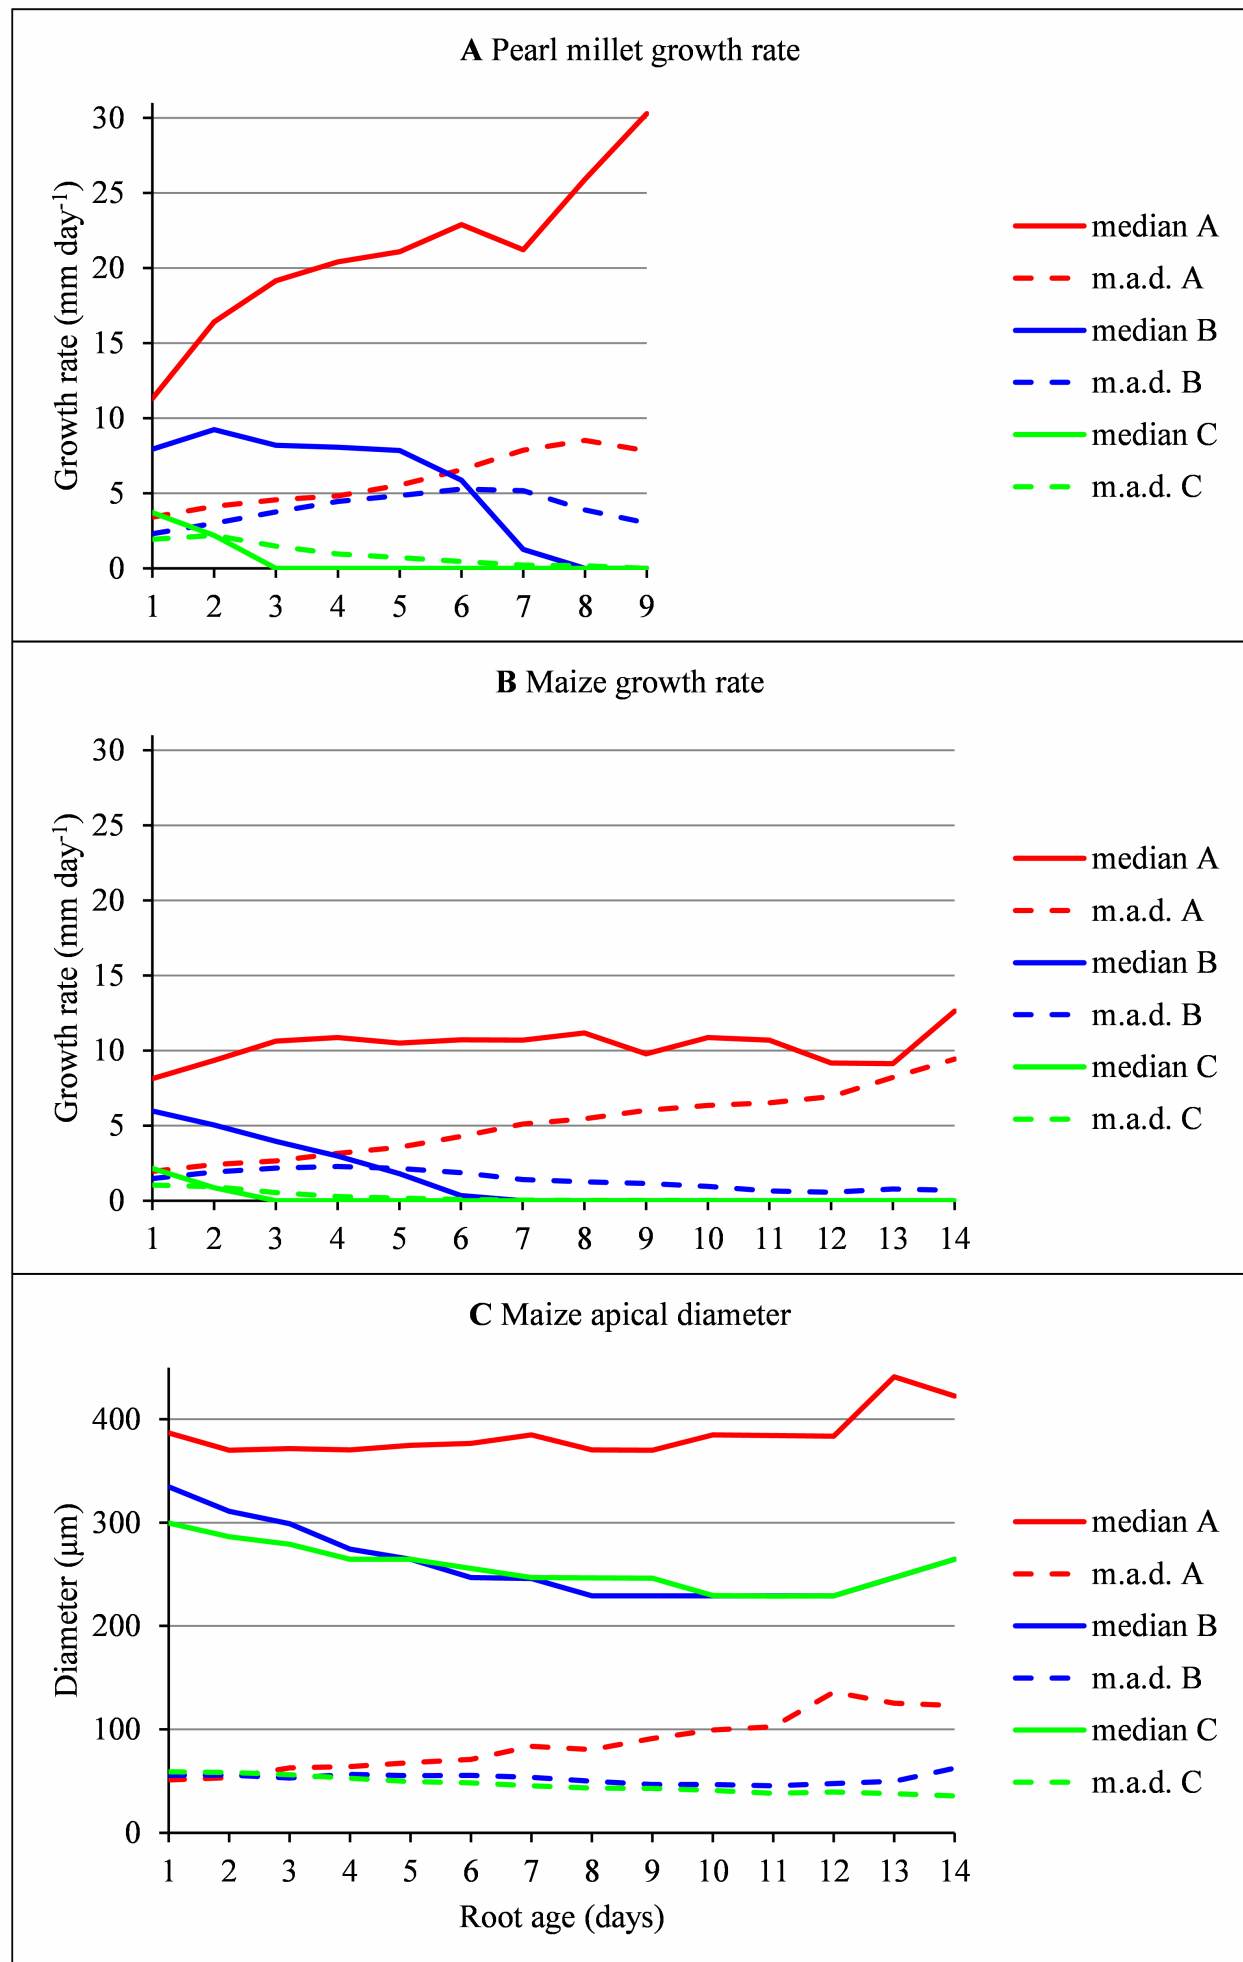 A Pearl millet growth rate
30
25
20
15
10
5
0
Growth rate (mm day-1)
1 2 3 4 5 6 7 8 9
median A
m.a.d. A
median B
m.a.d. B
median C
m.a.d. C
B Maize growth rate
30
25
20
15
10
5
0
Growth rate (mm day-1)
1 2 3 4 5 6 7 8 9 10 11 12 13 14
median A
m.a.d. A
median B
m.a.d. B
median C
m.a.d. C
C Maize apical diameter
400
300
200
100
0
Diameter (μm)
1 2 3 4 5 6 7 8 9 10 11 12 13 14
Root age (days)
median A
m.a.d. A
median B
m.a.d. B
median C
m.a.d. C